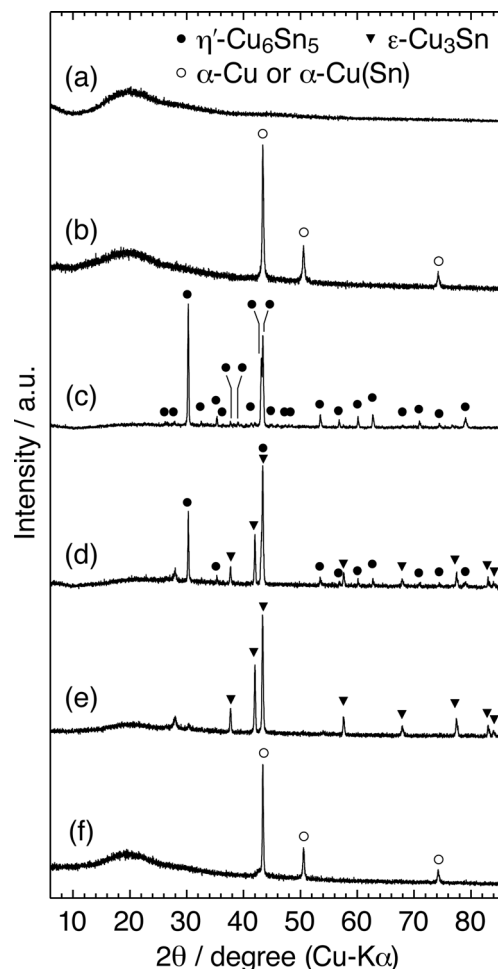 ● η′-Cu6Sn5 ▼ ε-Cu3Sn
○ α-Cu or α-Cu(Sn)
(a)
(b)
(c)
(d)
(e)
(f)
Intensity / a.u.
10 20 30 40 50 60 70 80
2θ / degree (Cu-Kα)